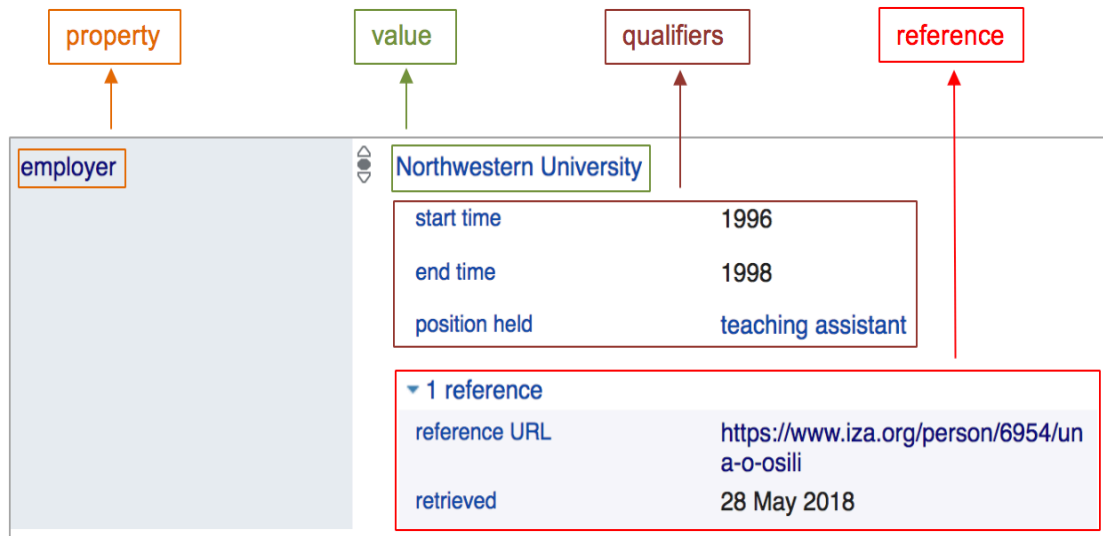 property
value
qualifiers
reference
employer
Northwestern University
start time 1996
end time 1998
position held teaching assistant
1 reference
reference URL https://www.iza.org/person/6954/un
a-o-osili
retrieved 28 May 2018